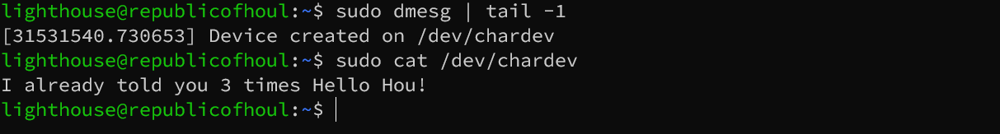 lighthouse@republicofhoul:~$ sudo dmesg | tail -1
[31531540.730653] Device created on /dev/chardev
lighthouse@republicofhoul:~$ sudo cat /dev/chardev
I already told you 3 times Hello Hou!
lighthouse@republicofhoul:~$